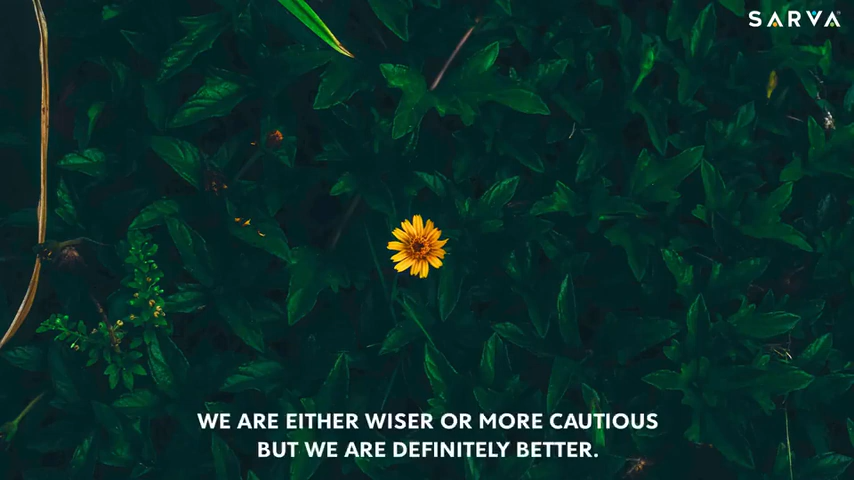 SARVA
WE ARE EITHER WISER OR MORE CAUTIOUS
BUT WE ARE DEFINITELY BETTER.